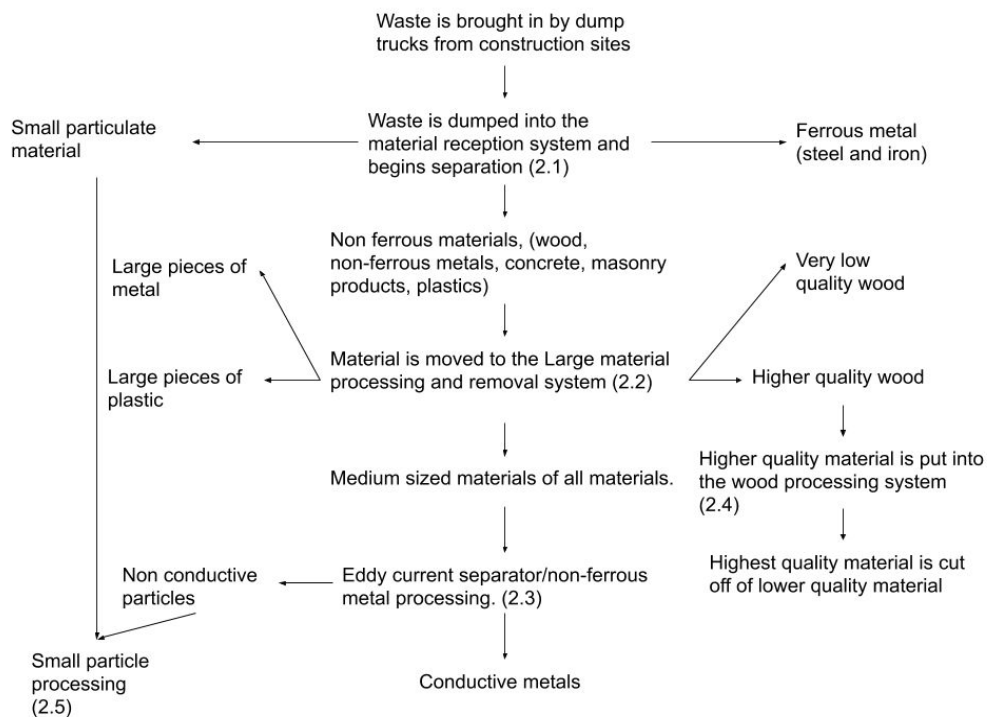 Waste is brought in by dump
trucks from construction sites
Small particulate
material
Waste is dumped into the
material reception system and
begins separation (2.1)
Ferrous metal
(steel and iron)
Non ferrous materials, (wood,
non-ferrous metals, concrete, masonry
products, plastics)
Large pieces of
metal
Very low
quality wood
Material is moved to the Large material
processing and removal system (2.2)
Large pieces of
plastic
Higher quality wood
Medium sized materials of all materials.
Higher quality material is put into
the wood processing system
(2.4)
Non conductive
particles
Eddy current separator/non-ferrous
metal processing. (2.3)
Highest quality material is cut
off of lower quality material
Small particle
processing
(2.5)
Conductive metals